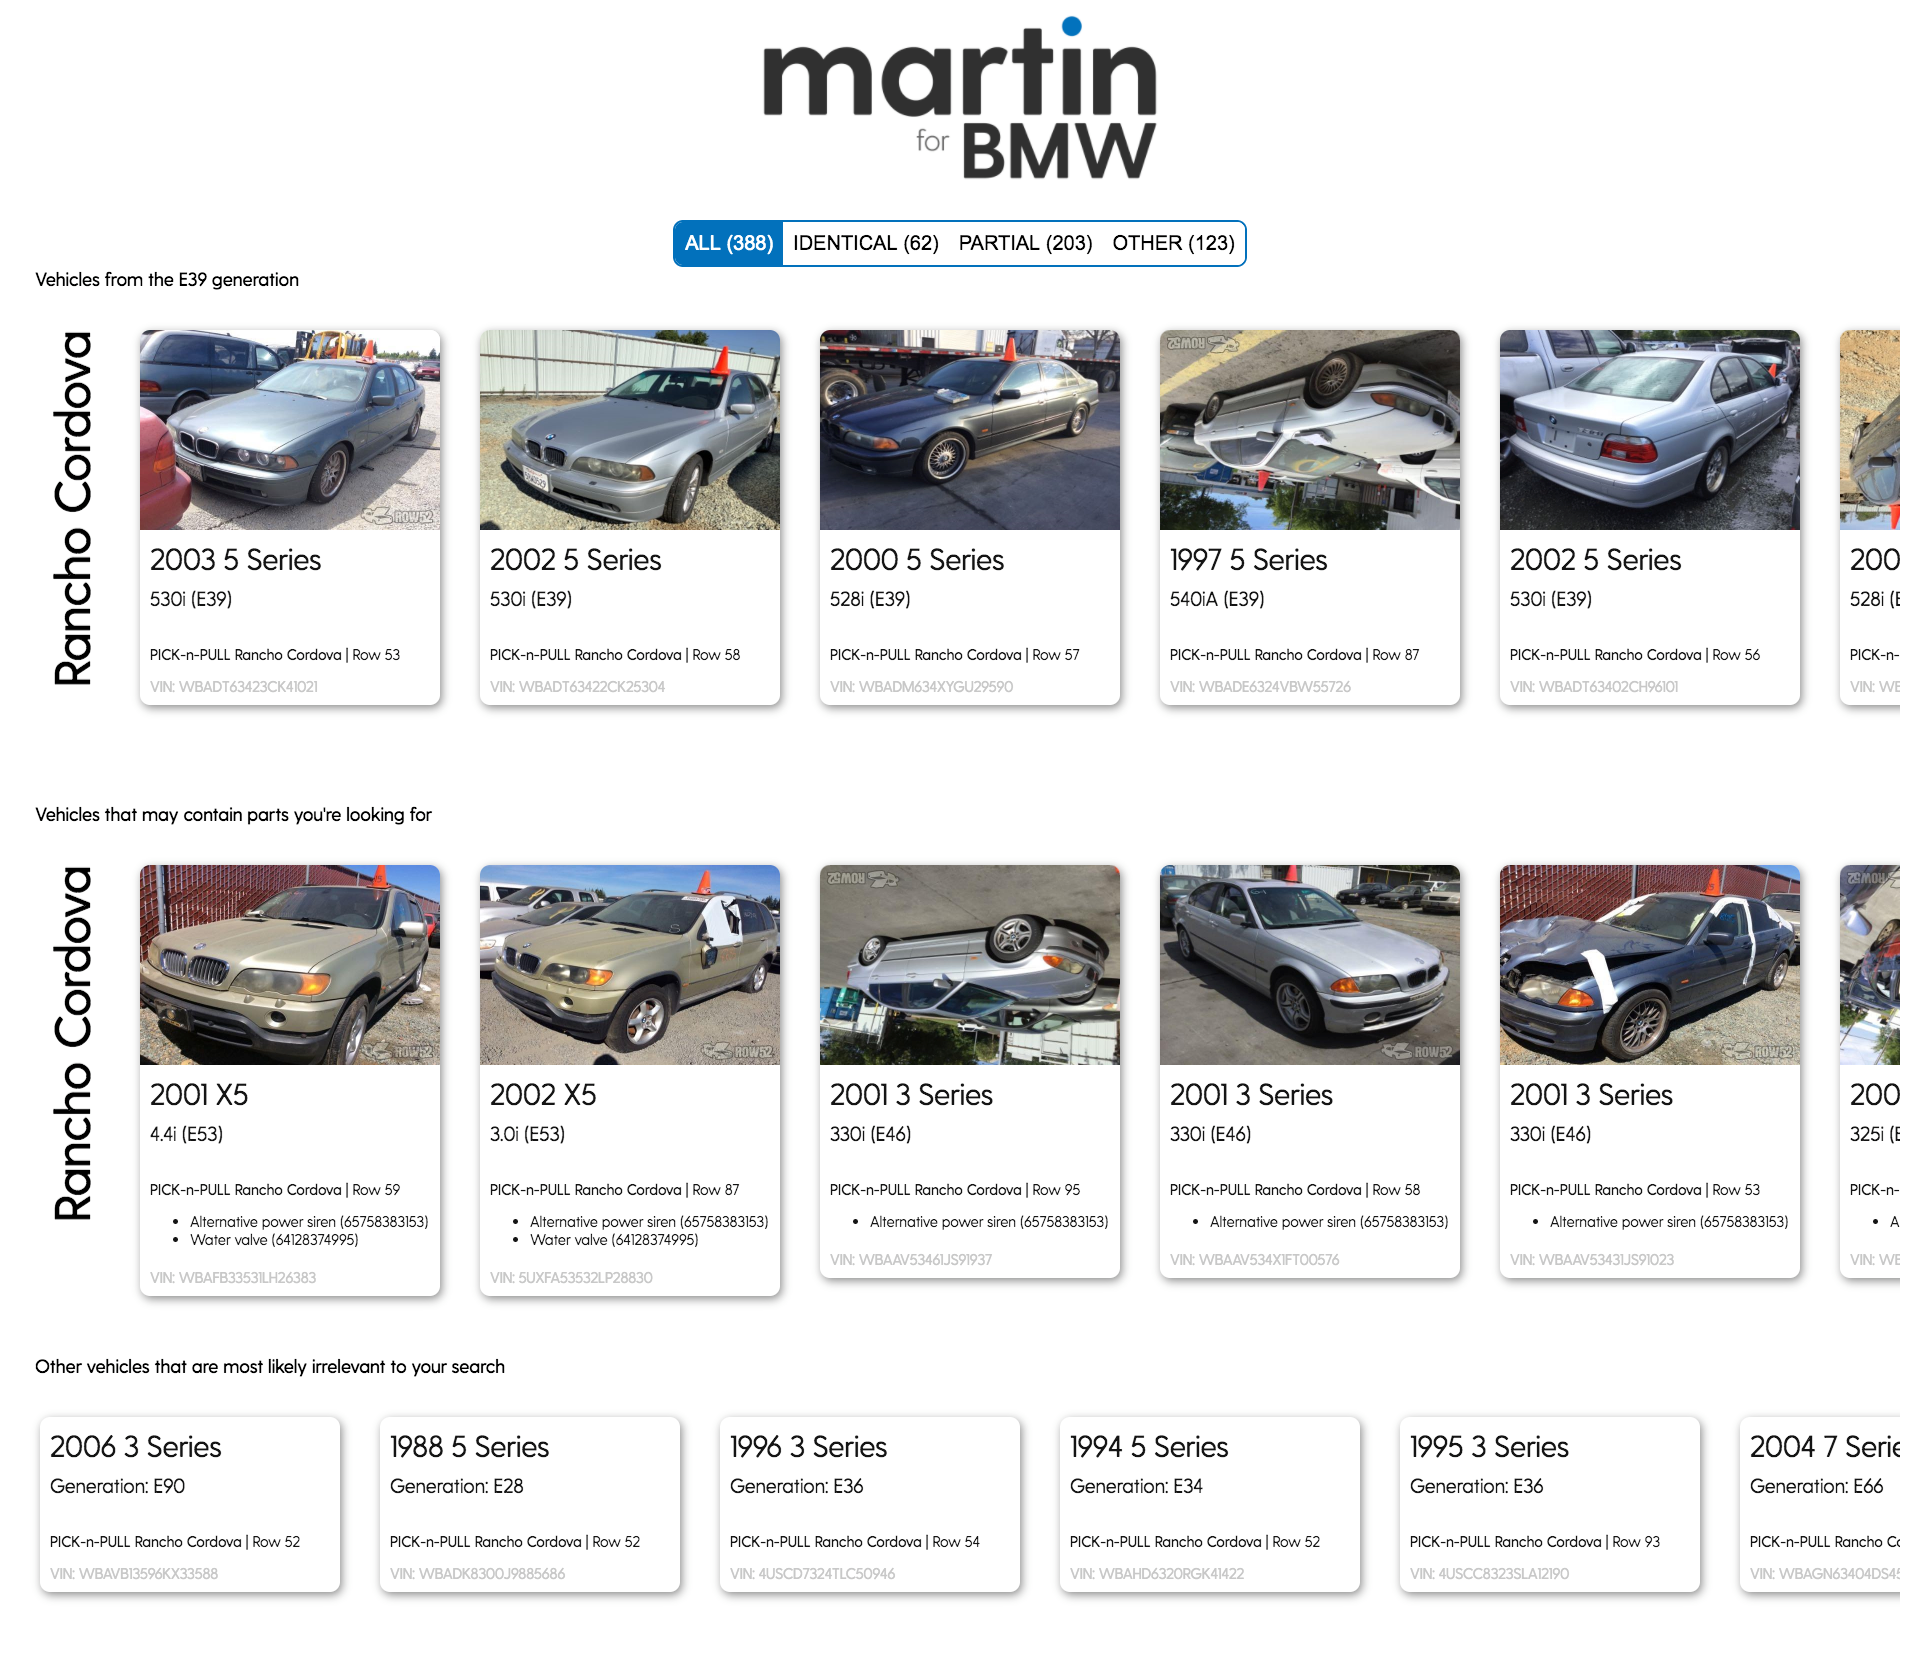 martin
for BMW
ALL (388) IDENTICAL (62) PARTIAL (203) OTHER (123)
Vehicles from the E39 generation
Rancho Cordova
ROW52
2003 5 Series
530i (E39)
PICK-n-PULL Rancho Cordova | Row 53
VIN: WBADT63423CK41021
2002 5 Series
530i (E39)
PICK-n-PULL Rancho Cordova | Row 58
VIN: WBADT63422CK25304
2000 5 Series
528i (E39)
PICK-n-PULL Rancho Cordova | Row 57
VIN: WBADM634XYGU29590
ROW52
1997 5 Series
540iA (E39)
PICK-n-PULL Rancho Cordova | Row 87
VIN: WBADE6324VBW55726
2002 5 Series
530i (E39)
PICK-n-PULL Rancho Cordova | Row 56
VIN: WBADT63402CH96101
200
528i (E
PICK-n-
VIN: WB
Vehicles that may contain parts you're looking for
Rancho Cordova
ROW52
2001 X5
4.4i (E53)
PICK-n-PULL Rancho Cordova | Row 59
• Alternative power siren (65758383153)
• Water valve (64128374995)
VIN: WBAFB33531LH26383
ROW52
2002 X5
3.0i (E53)
PICK-n-PULL Rancho Cordova | Row 87
• Alternative power siren (65758383153)
• Water valve (64128374995)
VIN: 5UXFA53532LP28830
ROW52
2001 3 Series
330i (E46)
PICK-n-PULL Rancho Cordova | Row 95
• Alternative power siren (65758383153)
VIN: WBAAV53461JS91937
ROW52
2001 3 Series
330i (E46)
PICK-n-PULL Rancho Cordova | Row 58
• Alternative power siren (65758383153)
VIN: WBAAV534X1FT00576
ROW52
2001 3 Series
330i (E46)
PICK-n-PULL Rancho Cordova | Row 53
• Alternative power siren (65758383153)
VIN: WBAAV53431JS91023
ROW52
200
325i (E
PICK-n-
• A
VIN: WB
Other vehicles that are most likely irrelevant to your search
2006 3 Series
Generation: E90
PICK-n-PULL Rancho Cordova | Row 52
VIN: WBAVB13596KX33588
1988 5 Series
Generation: E28
PICK-n-PULL Rancho Cordova | Row 52
VIN: WBADK8300J9885686
1996 3 Series
Generation: E36
PICK-n-PULL Rancho Cordova | Row 54
VIN: 4USCD7324TLC50946
1994 5 Series
Generation: E34
PICK-n-PULL Rancho Cordova | Row 52
VIN: WBAHD6320RGK41422
1995 3 Series
Generation: E36
PICK-n-PULL Rancho Cordova | Row 93
VIN: 4USCC8323SLA12190
2004 7 Serie
Generation: E66
PICK-n-PULL Rancho Co
VIN: WBAGN63404DS45